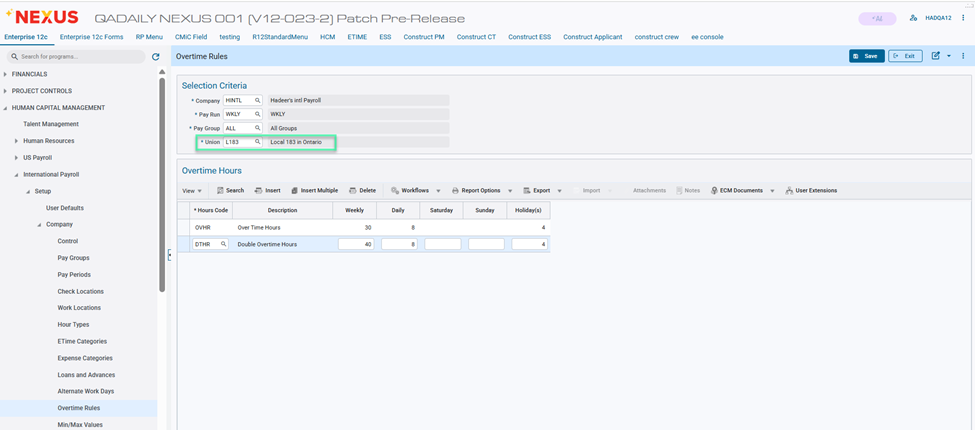 NEXUS QADAILY NEXUS 001 (V12-023-2) Patch Pre-Release AI HADGA12
Enterprise 12c Enterprise 12c Forms RP Menu CMiC Field testing R12StandardMenu HCM ETIME ESS Construct PM Construct CT Construct ESS Construct Applicant construct crew ee console
Search for programs... Overtime Rules Save Exit
FINANCIALS
PROJECT CONTROLS
HUMAN CAPITAL MANAGEMENT
Talent Management
Human Resources
US Payroll
International Payroll
Setup
User Defaults
Company
Control
Pay Groups
Pay Periods
Check Locations
Work Locations
Hour Types
ETime Categories
Expense Categories
Loans and Advances
Alternate Work Days
Overtime Rules
Min/Max Values
Selection Criteria
* Company HINTL Hadeer's intl Payroll
* Pay Run WKLY WKLY
* Pay Group ALL All Groups
* Union L183 Local 183 in Ontario
Overtime Hours
View Search Insert Insert Multiple Delete Workflows Report Options Export Import Attachments Notes ECM Documents User Extensions
* Hours Code Description Weekly Daily Saturday Sunday Holiday(s)
OVHR Over Time Hours 30 8 4
DTHR Double Overtime Hours 40 8 4